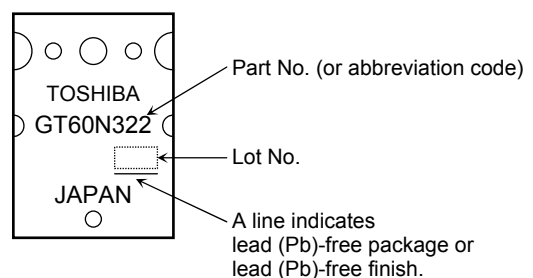 TOSHIBA
GT60N322
JAPAN
Part No. (or abbreviation code)
Lot No.
A line indicates
lead (Pb)-free package or
lead (Pb)-free finish.